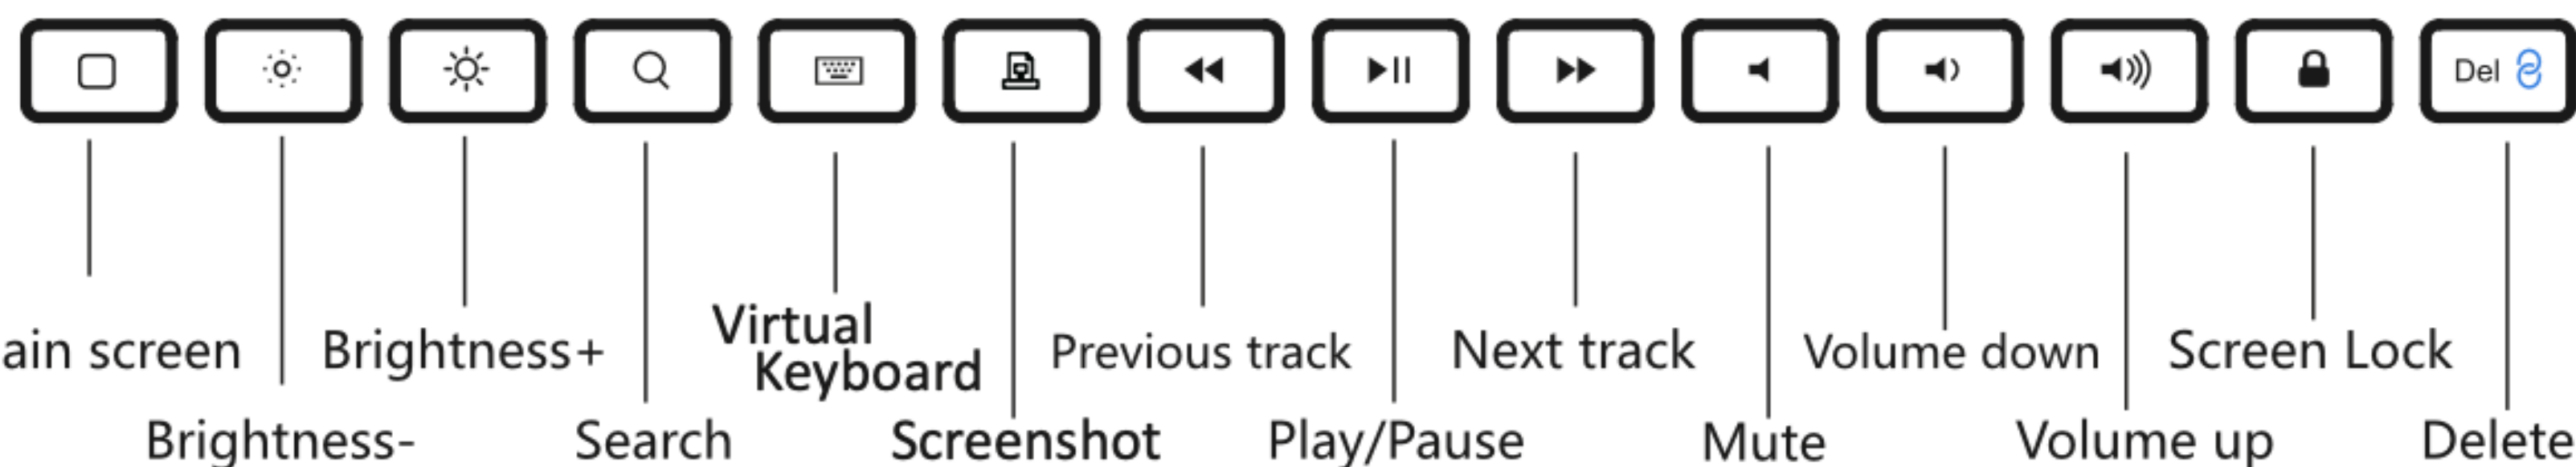 Del
ain screen
Brightness-
Brightness+
Search
Virtual
Keyboard
Screenshot
Previous track
Play/Pause
Next track
Mute
Volume down
Volume up
Screen Lock
Delete